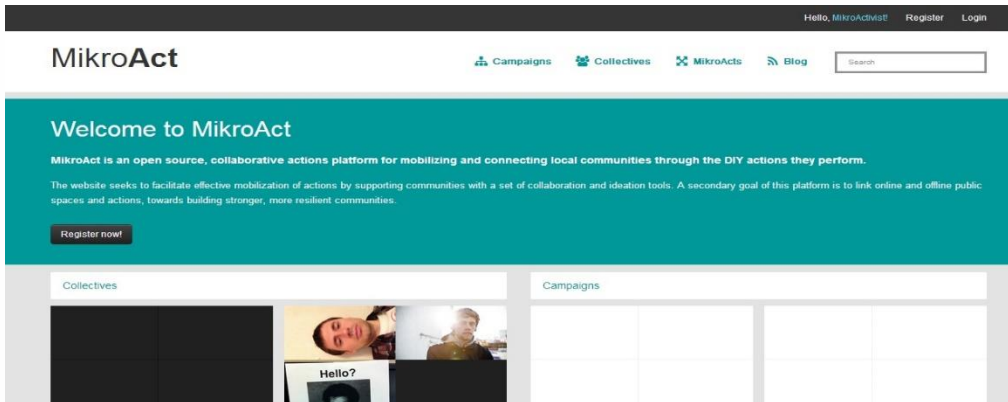 Hello, MikroActivist! Register Login
MikroAct
Campaigns Collectives MikroActs Blog Search
Welcome to MikroAct
MikroAct is an open source, collaborative actions platform for mobilizing and connecting local communities through the DIY actions they perform.
The website seeks to facilitate effective mobilization of actions by supporting communities with a set of collaboration and ideation tools. A secondary goal of this platform is to link online and offline public
spaces and actions, towards building stronger, more resilient communities.
Register now!
Collectives Campaigns
Hello?